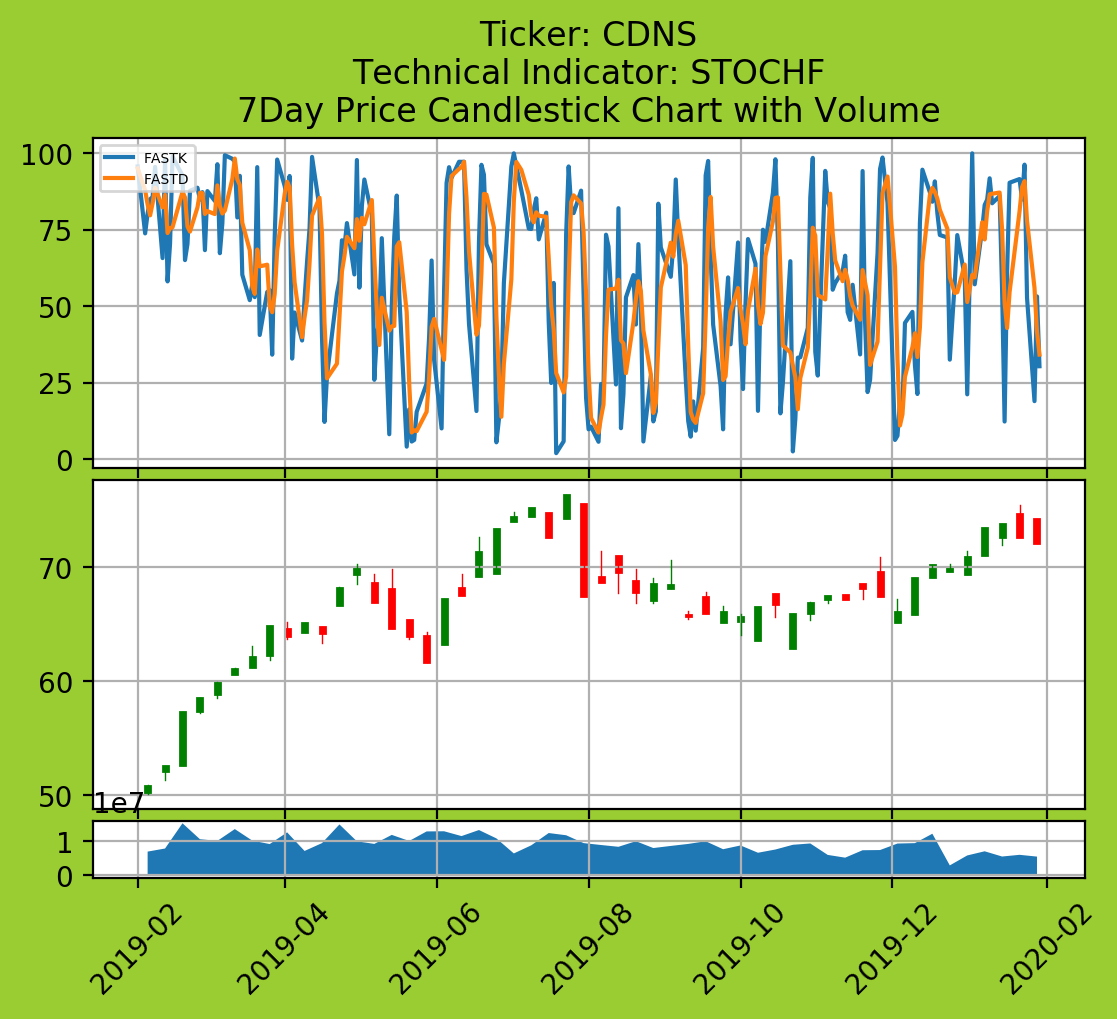 Ticker: CDNS
Technical Indicator: STOCHF
7Day Price Candlestick Chart with Volume
100
75
50
25
0
FASTK
FASTD
70
60
50
1e7
1
0
2019-02
2019-04
2019-06
2019-08
2019-10
2019-12
2020-02